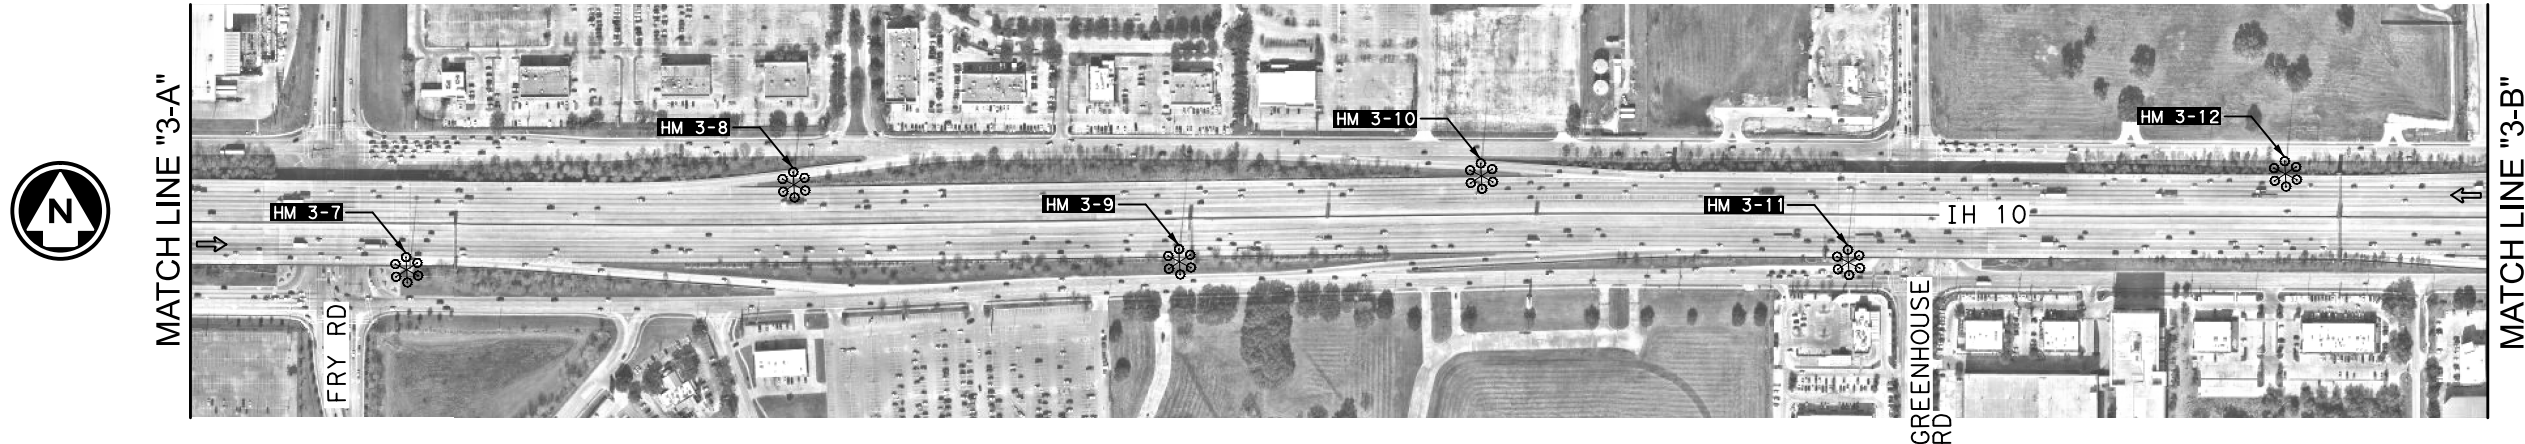 N
MATCH LINE "3-A"
HM 3-7
HM 3-8
HM 3-9
HM 3-10
HM 3-11
HM 3-12
IH 10
FRY RD
GREENHOUSE
RD
MATCH LINE "3-B"